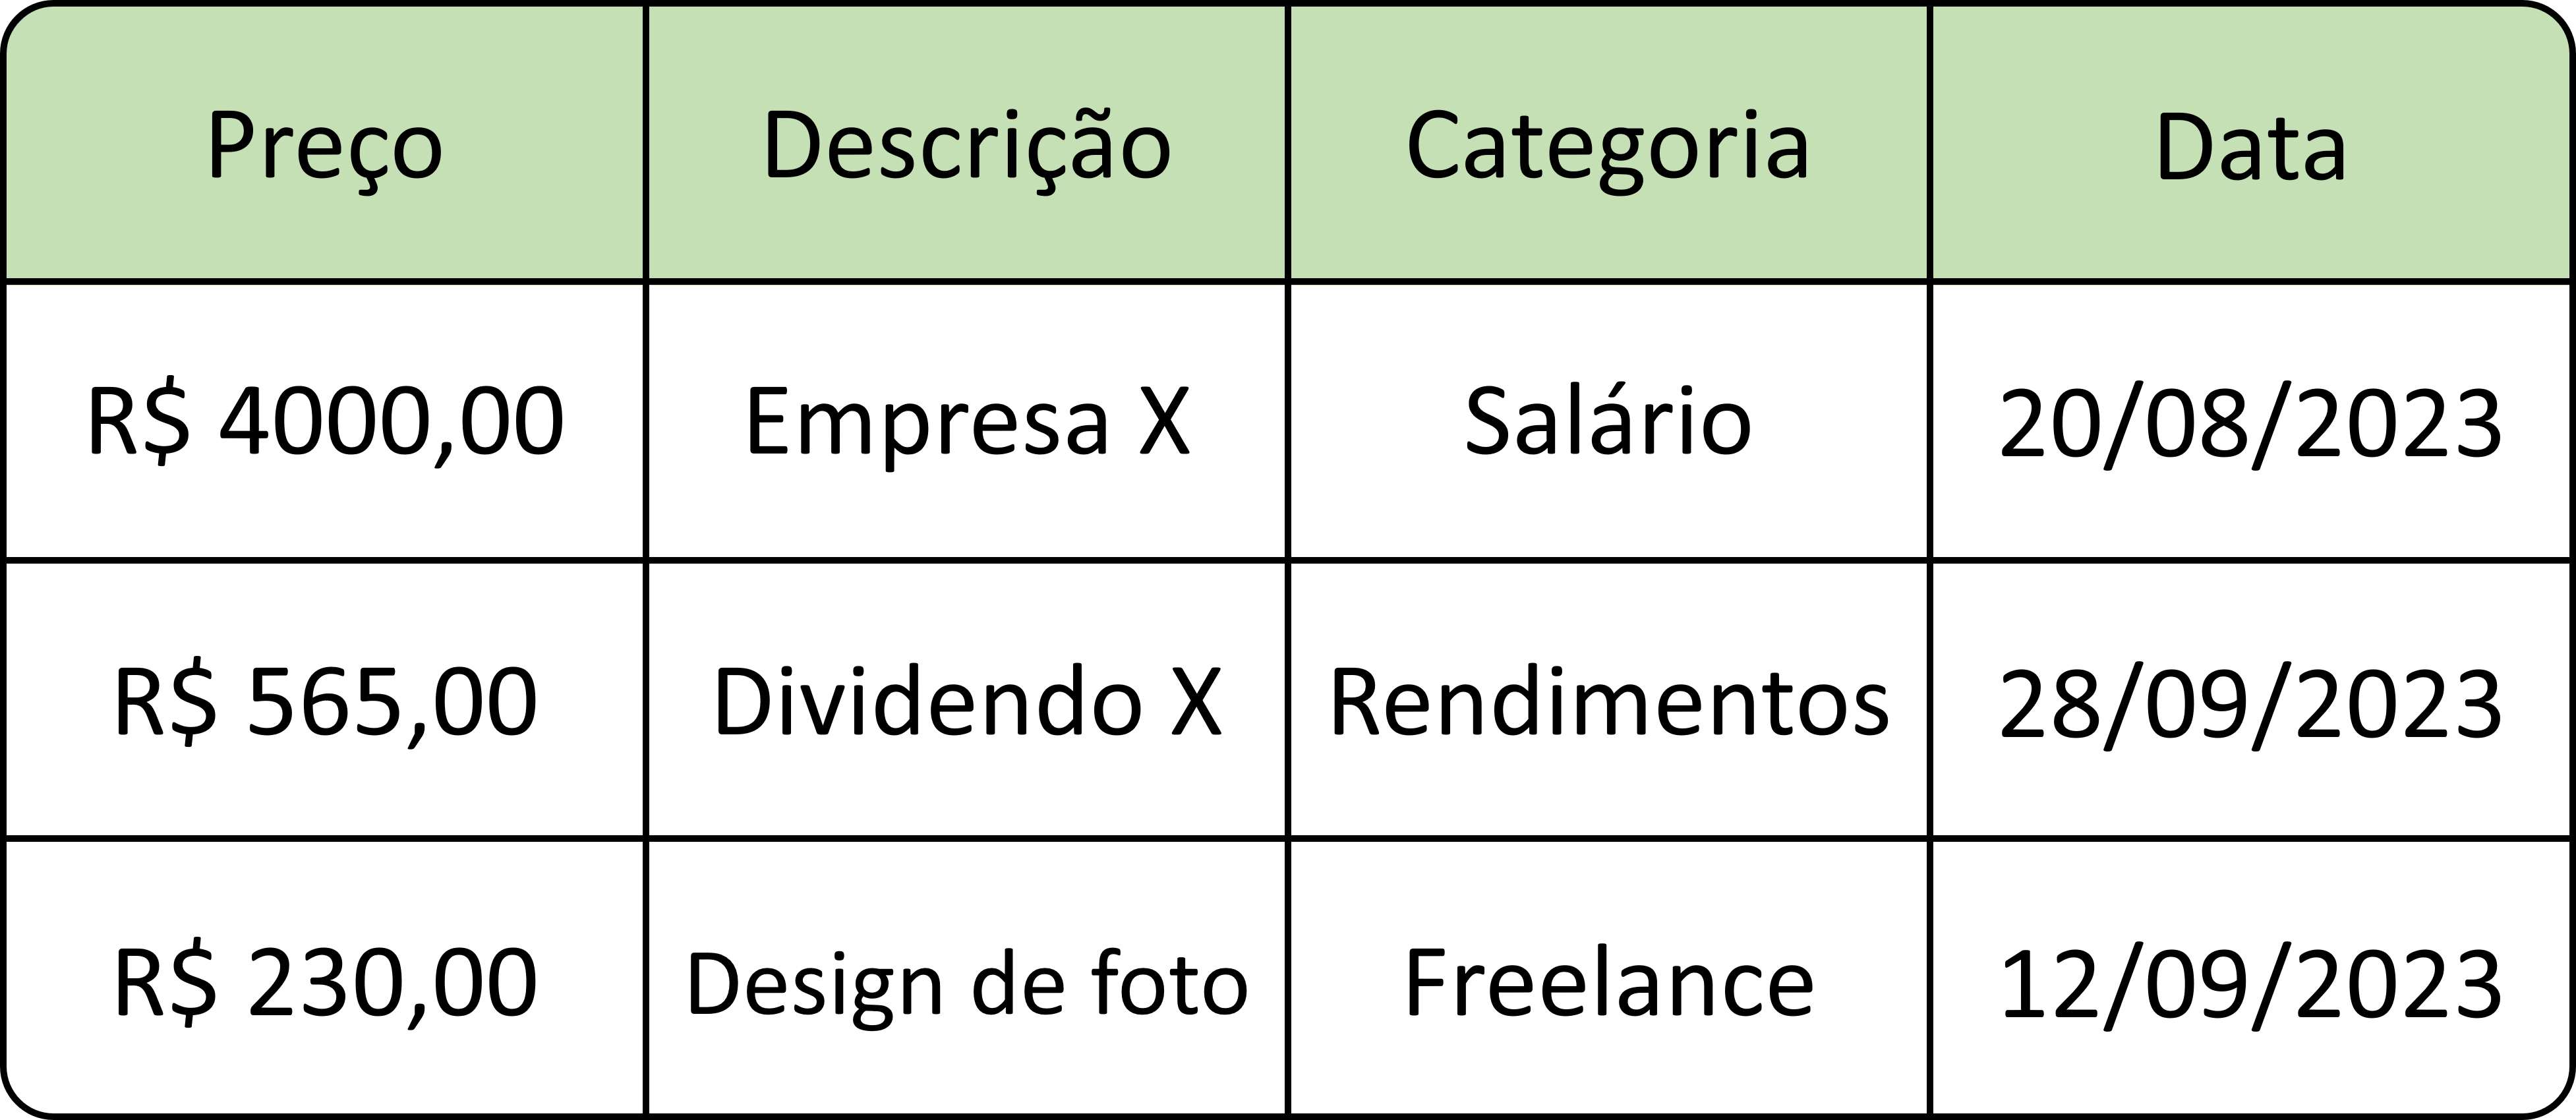 Preço Descrição Categoria Data
R$ 4000,00 Empresa X Salário 20/08/2023
R$ 565,00 Dividendo X Rendimentos 28/09/2023
R$ 230,00 Design de foto Freelance 12/09/2023